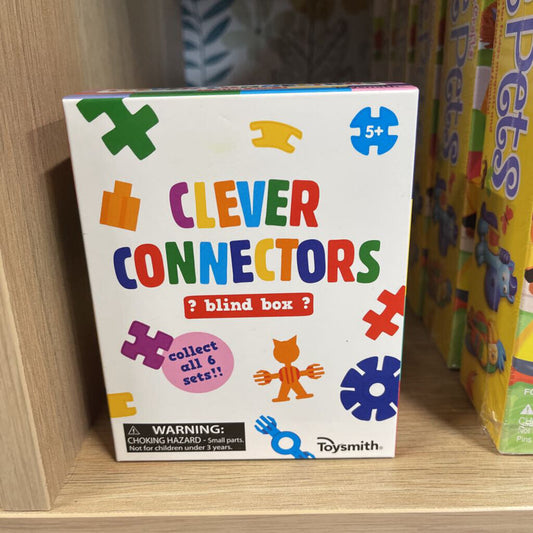 5+
CLEVER
CONNECTORS
? blind box ?
collect
all 6
sets!!
WARNING:
CHOKING HAZARD - Small parts.
Not for children under 3 years.
Toysmith®
pets